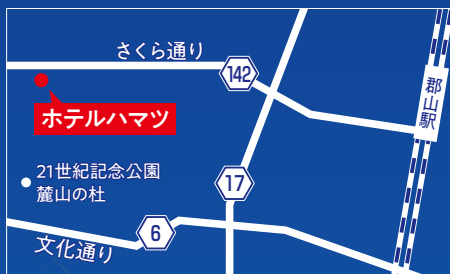 さくら通り
142
郡山駅
ホテルハマツ
21世紀記念公園
麓山の杜
17
6
文化通り